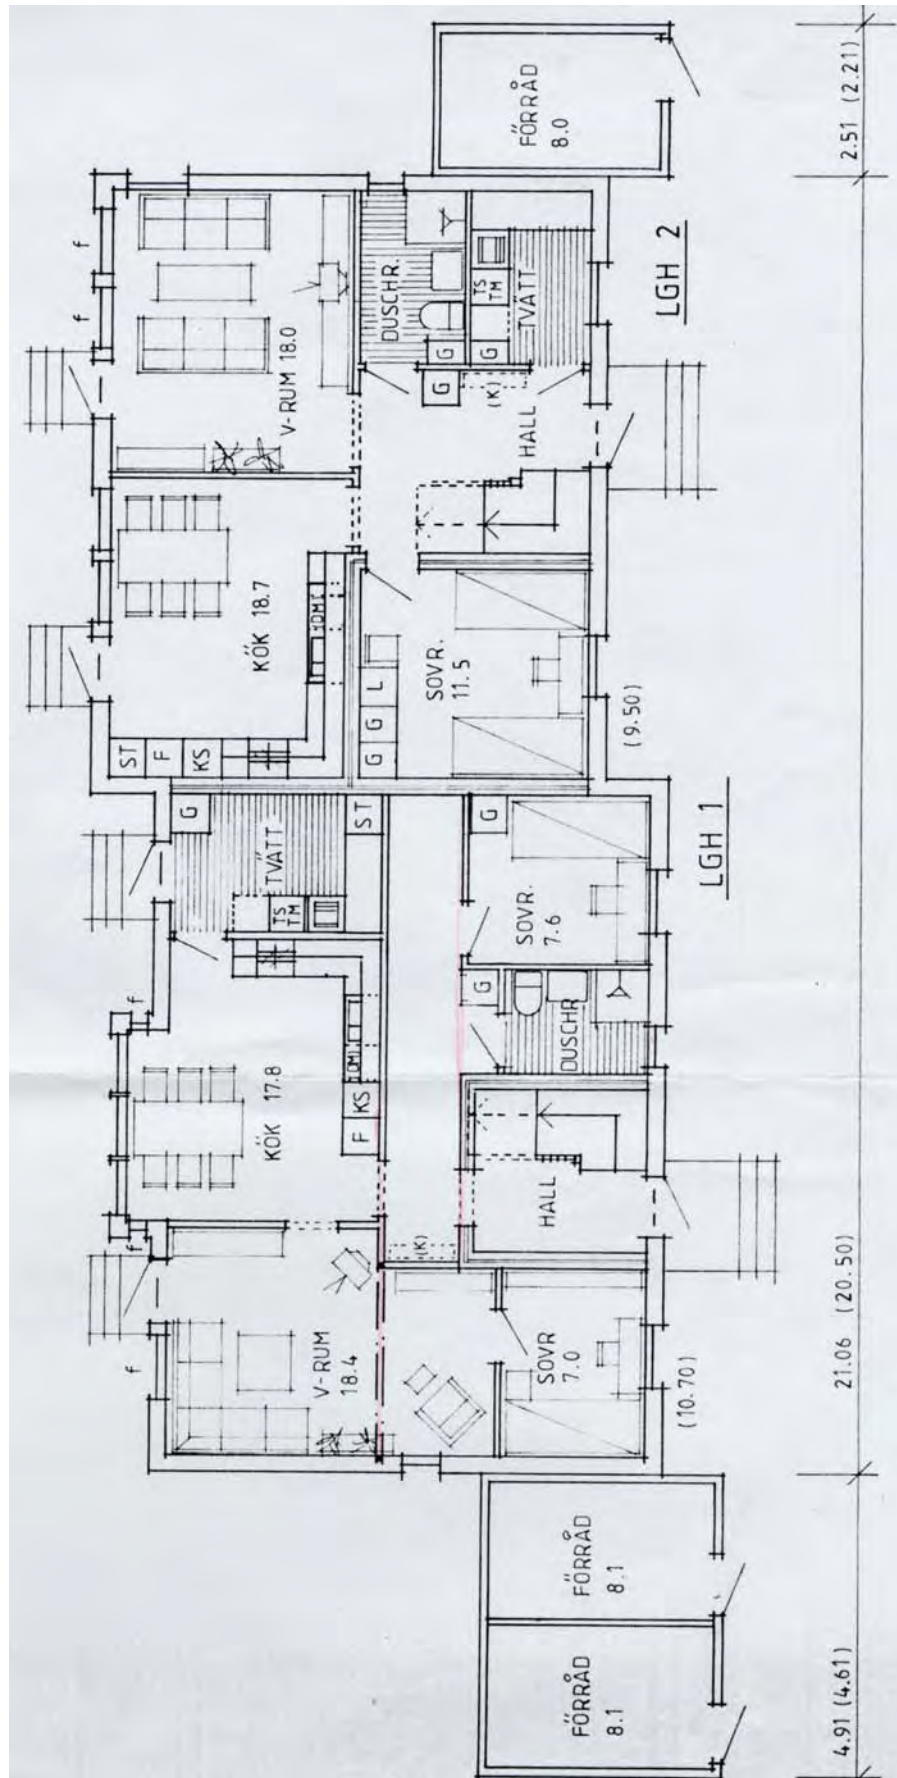 FÖRRÅD
8.0
2.51 (2.21)
f
f
V-RUM 18.0
DUSCHR.
G
G
TS
TM
TVÄTT
G
(K)
HALL
LGH 2
KÖK 18.7
DM
ST
F
KS
G
G
L
SOVR.
11.5
(9.50)
G
TVÄTT
ST
TS
TM
G
SOVR.
7.6
LGH 1
f
KÖK 17.8
DM
KS
F
G
DUSCHR
HALL
(K)
f
f
V-RUM
18.4
SOVR
7.0
(10.70)
21.06 (20.50)
FÖRRÅD
8.1
FÖRRÅD
8.1
4.91 (4.61)